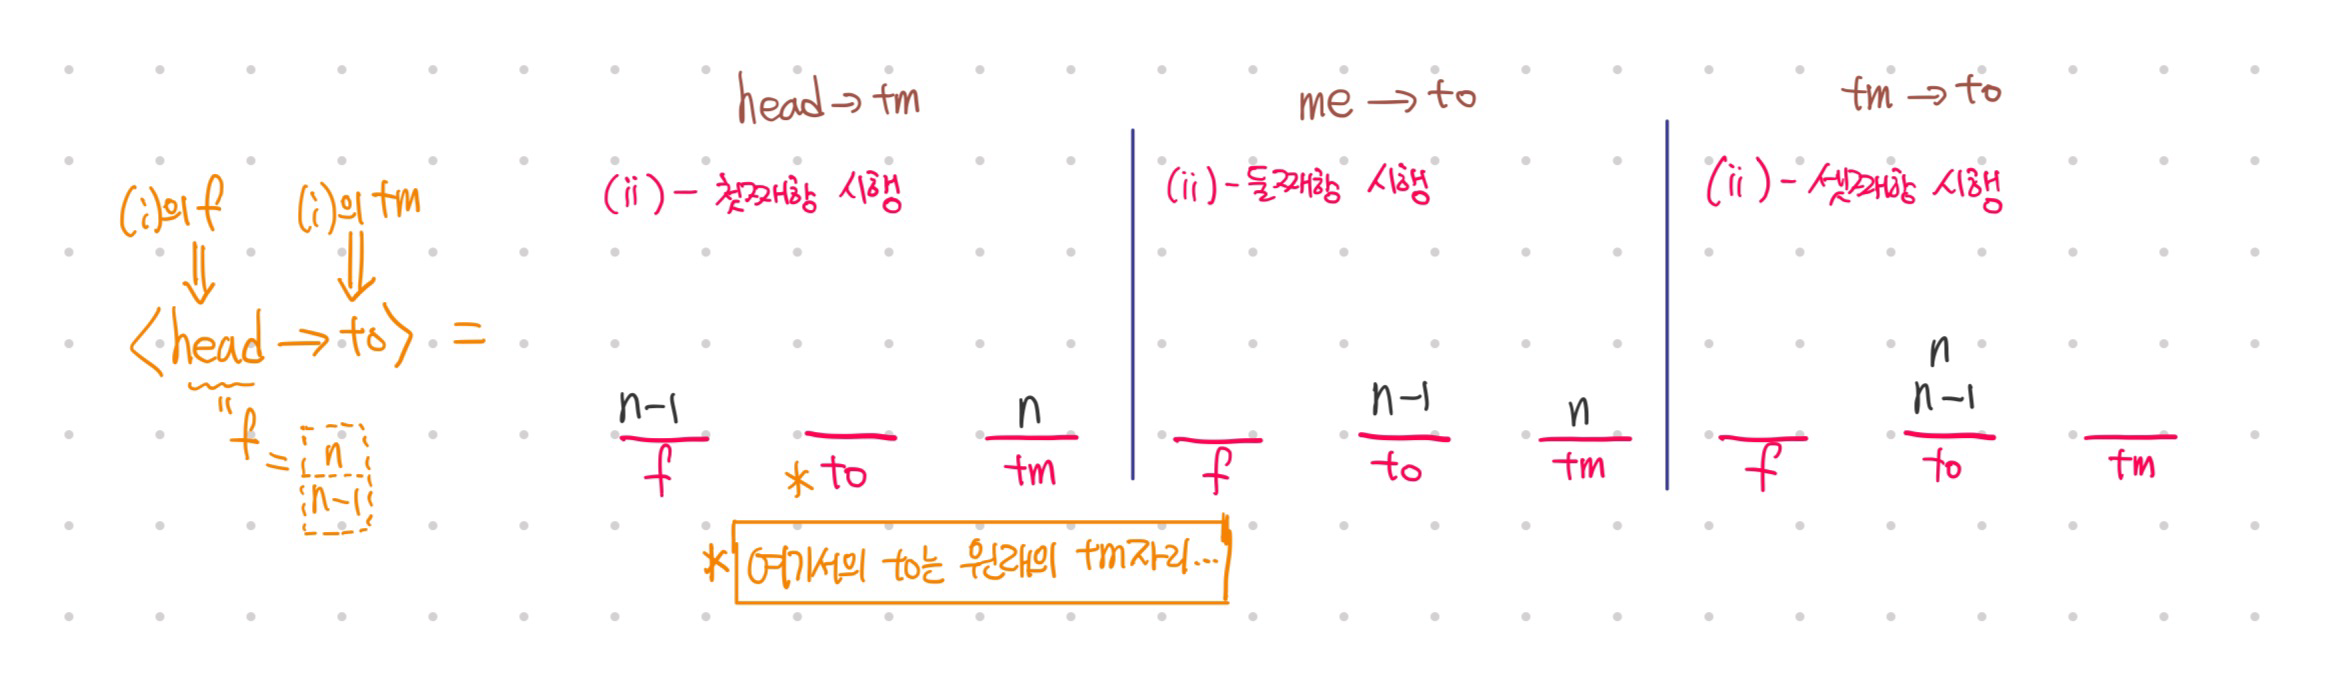 head → tm
me → to
tm → to
(i)의 f
(i)의 tm
(ii) - 첫째항 시행
(ii) - 둘째항 시행
(ii) - 셋째항 시행
⇓ ⇓
<head → to> =
" f = n
n-1
n-1
f
* to
n
tm
f
n-1
to
n
tm
f
n
n-1
to
tm
* 여기서의 to는 원래의 tm자리...